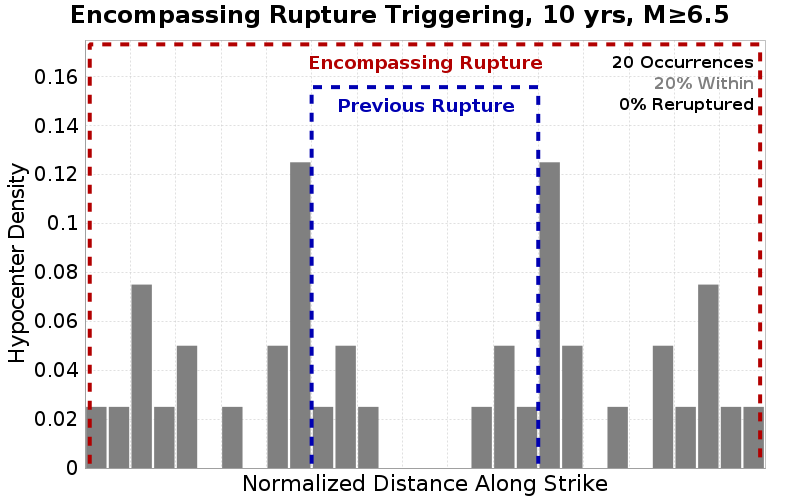 Encompassing Rupture Triggering, 10 yrs, M≥6.5
Encompassing Rupture
Previous Rupture
20 Occurrences
20% Within
0% Reruptured
Hypocenter Density
0.16
0.14
0.12
0.1
0.08
0.06
0.04
0.02
0
Normalized Distance Along Strike